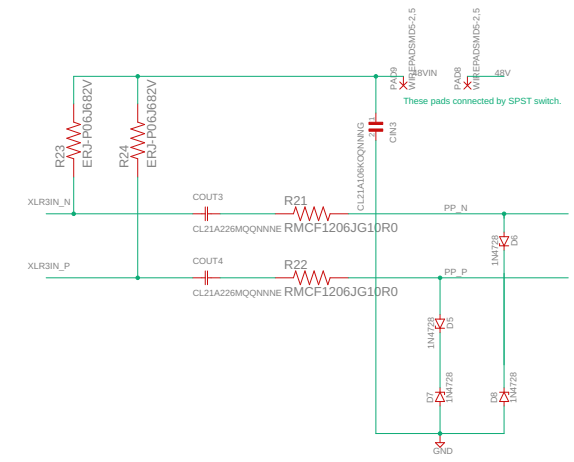 WIREPADSMD5-2,5
WIREPADSMD5-2,5
PAD9
48VIN
PAD8
48V
These pads connected by SPST switch.
R23
ERJ-P06J682V
R24
ERJ-P06J682V
2
1
CIN3
CL21A106KOQNNNG
XLR3IN_N
COUT3
CL21A226MQQNNNE
R21
RMCF1206JG10R0
PP_N
1N4728
D6
XLR3IN_P
COUT4
CL21A226MQQNNNE
R22
RMCF1206JG10R0
PP_P
1N4728
D5
D7
1N4728
D8
1N4728
GND